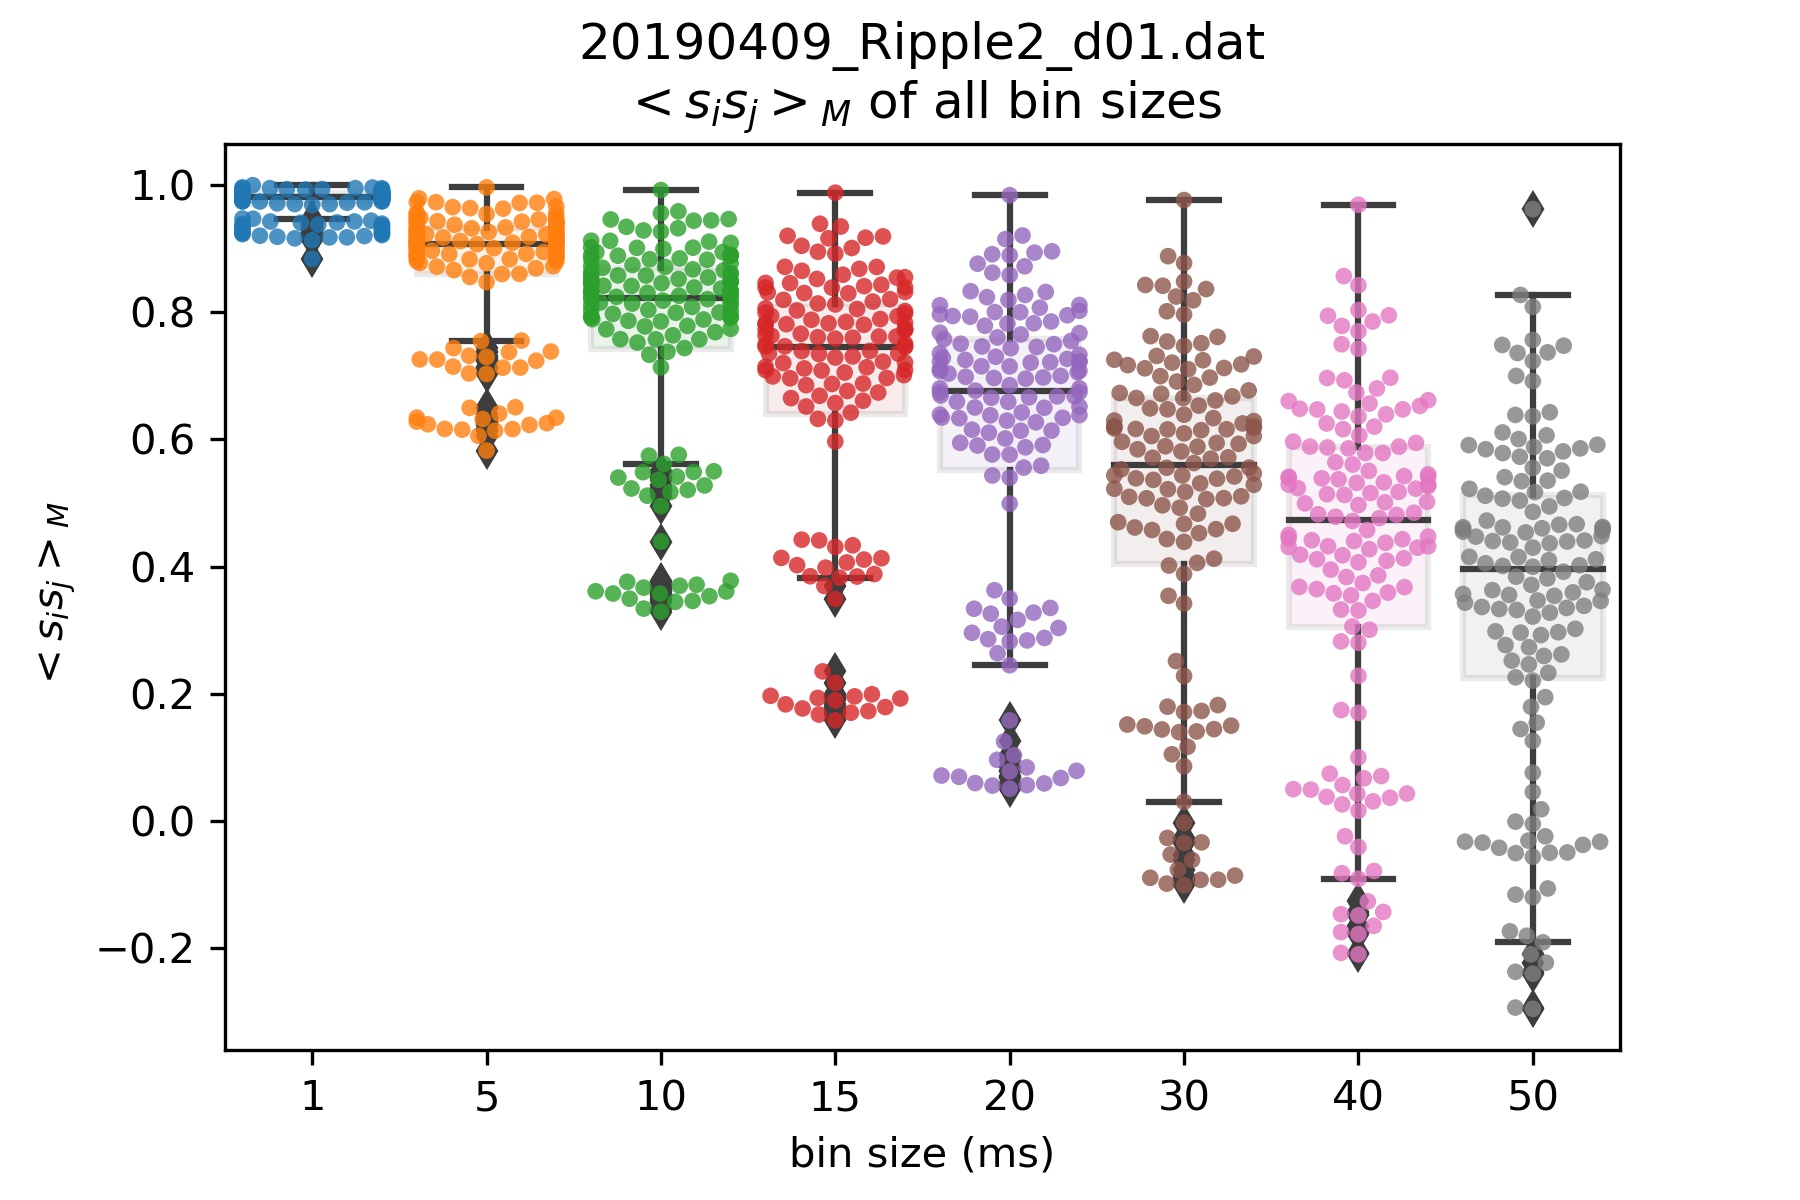 20190409_Ripple2_d01.dat
< s_i s_j >_M of all bin sizes
< s_i s_j >_M
1.0
0.8
0.6
0.4
0.2
0.0
−0.2
1 5 10 15 20 30 40 50
bin size (ms)